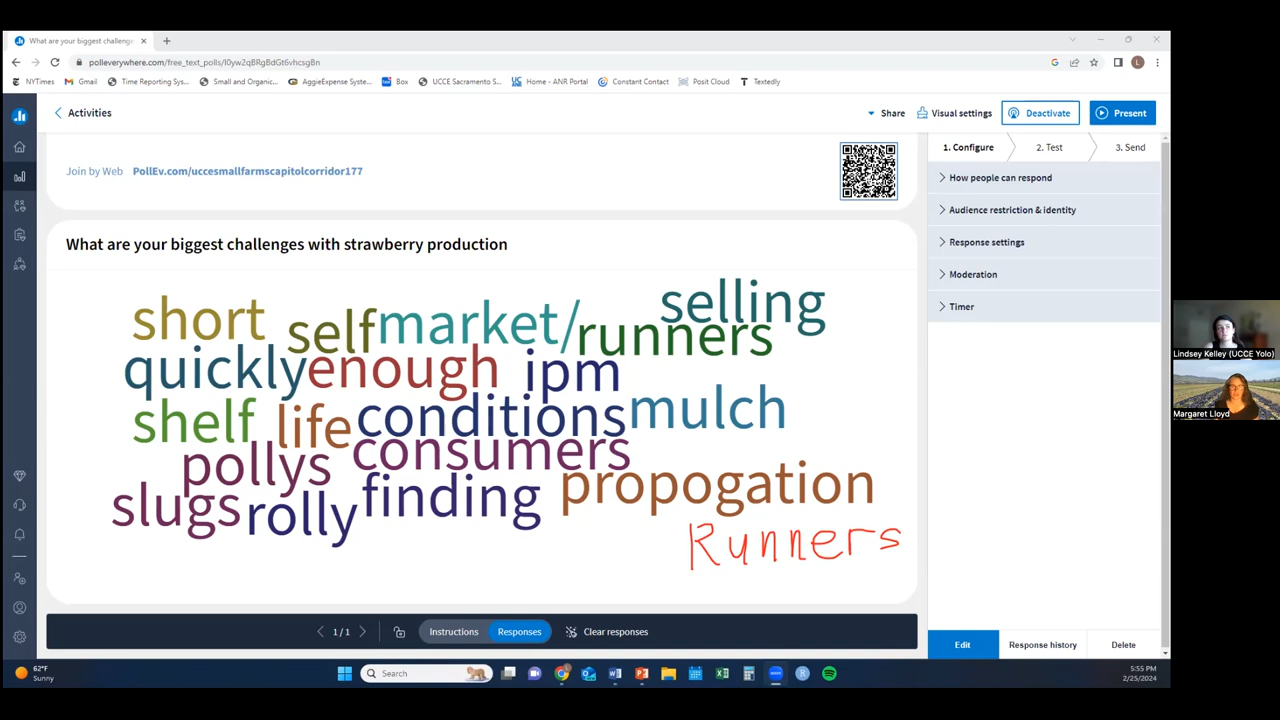 What are your biggest challenge
polleverywhere.com/free_text_polls/l0yw2qBRgBdGt6vhcsgBn
NYTimes Gmail Time Reporting Sys... Small and Organic... AggieExpense Syste... Box UCCE Sacramento S... Home - ANR Portal Constant Contact Posit Cloud Textedly
Activities
Share Visual settings Deactivate Present
Join by Web PollEv.com/uccesmallfarmscapitolcorridor177
1. Configure 2. Test 3. Send
How people can respond
Audience restriction & identity
Response settings
Moderation
Timer
What are your biggest challenges with strawberry production
short self market/ runners selling
quickly enough ipm
shelf life conditions mulch
pollys consumers
slugs rolly finding propogation
Runners
Lindsey Kelley (UCCE Yolo)
Margaret Lloyd
1/1 Instructions Responses Clear responses
Edit Response history Delete
62°F
Sunny
Search
5:55 PM
2/25/2024